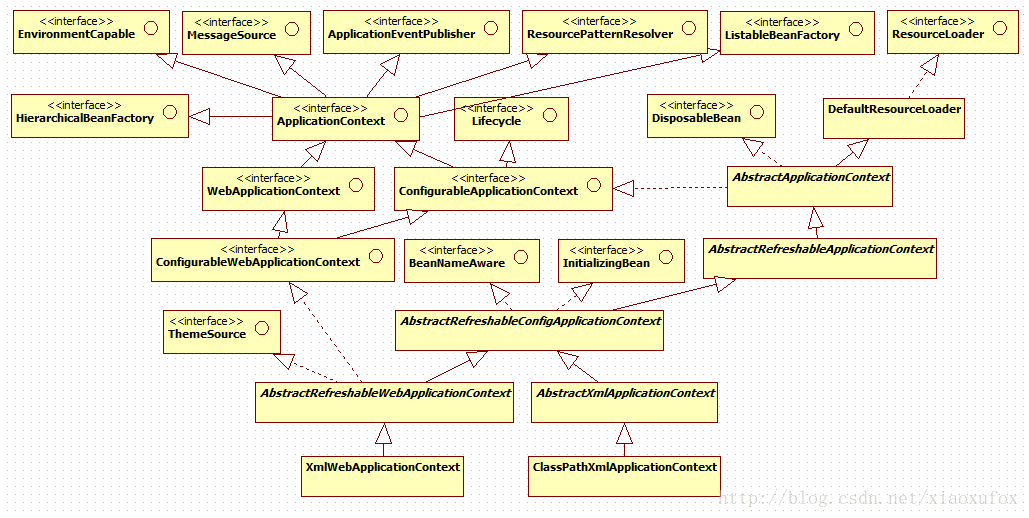 <<interface>>
EnvironmentCapable
<<interface>>
MessageSource
<<interface>>
ApplicationEventPublisher
<<interface>>
ResourcePatternResolver
<<interface>>
ListableBeanFactory
<<interface>>
ResourceLoader
<<interface>>
HierarchicalBeanFactory
<<interface>>
ApplicationContext
<<interface>>
Lifecycle
<<interface>>
DisposableBean
DefaultResourceLoader
<<interface>>
WebApplicationContext
<<interface>>
ConfigurableApplicationContext
AbstractApplicationContext
<<interface>>
ConfigurableWebApplicationContext
<<interface>>
BeanNameAware
<<interface>>
InitializingBean
AbstractRefreshableApplicationContext
<<interface>>
ThemeSource
AbstractRefreshableConfigApplicationContext
AbstractRefreshableWebApplicationContext
AbstractXmlApplicationContext
XmlWebApplicationContext
ClassPathXmlApplicationContext
http://blog.csdn.net/xiaoxufox